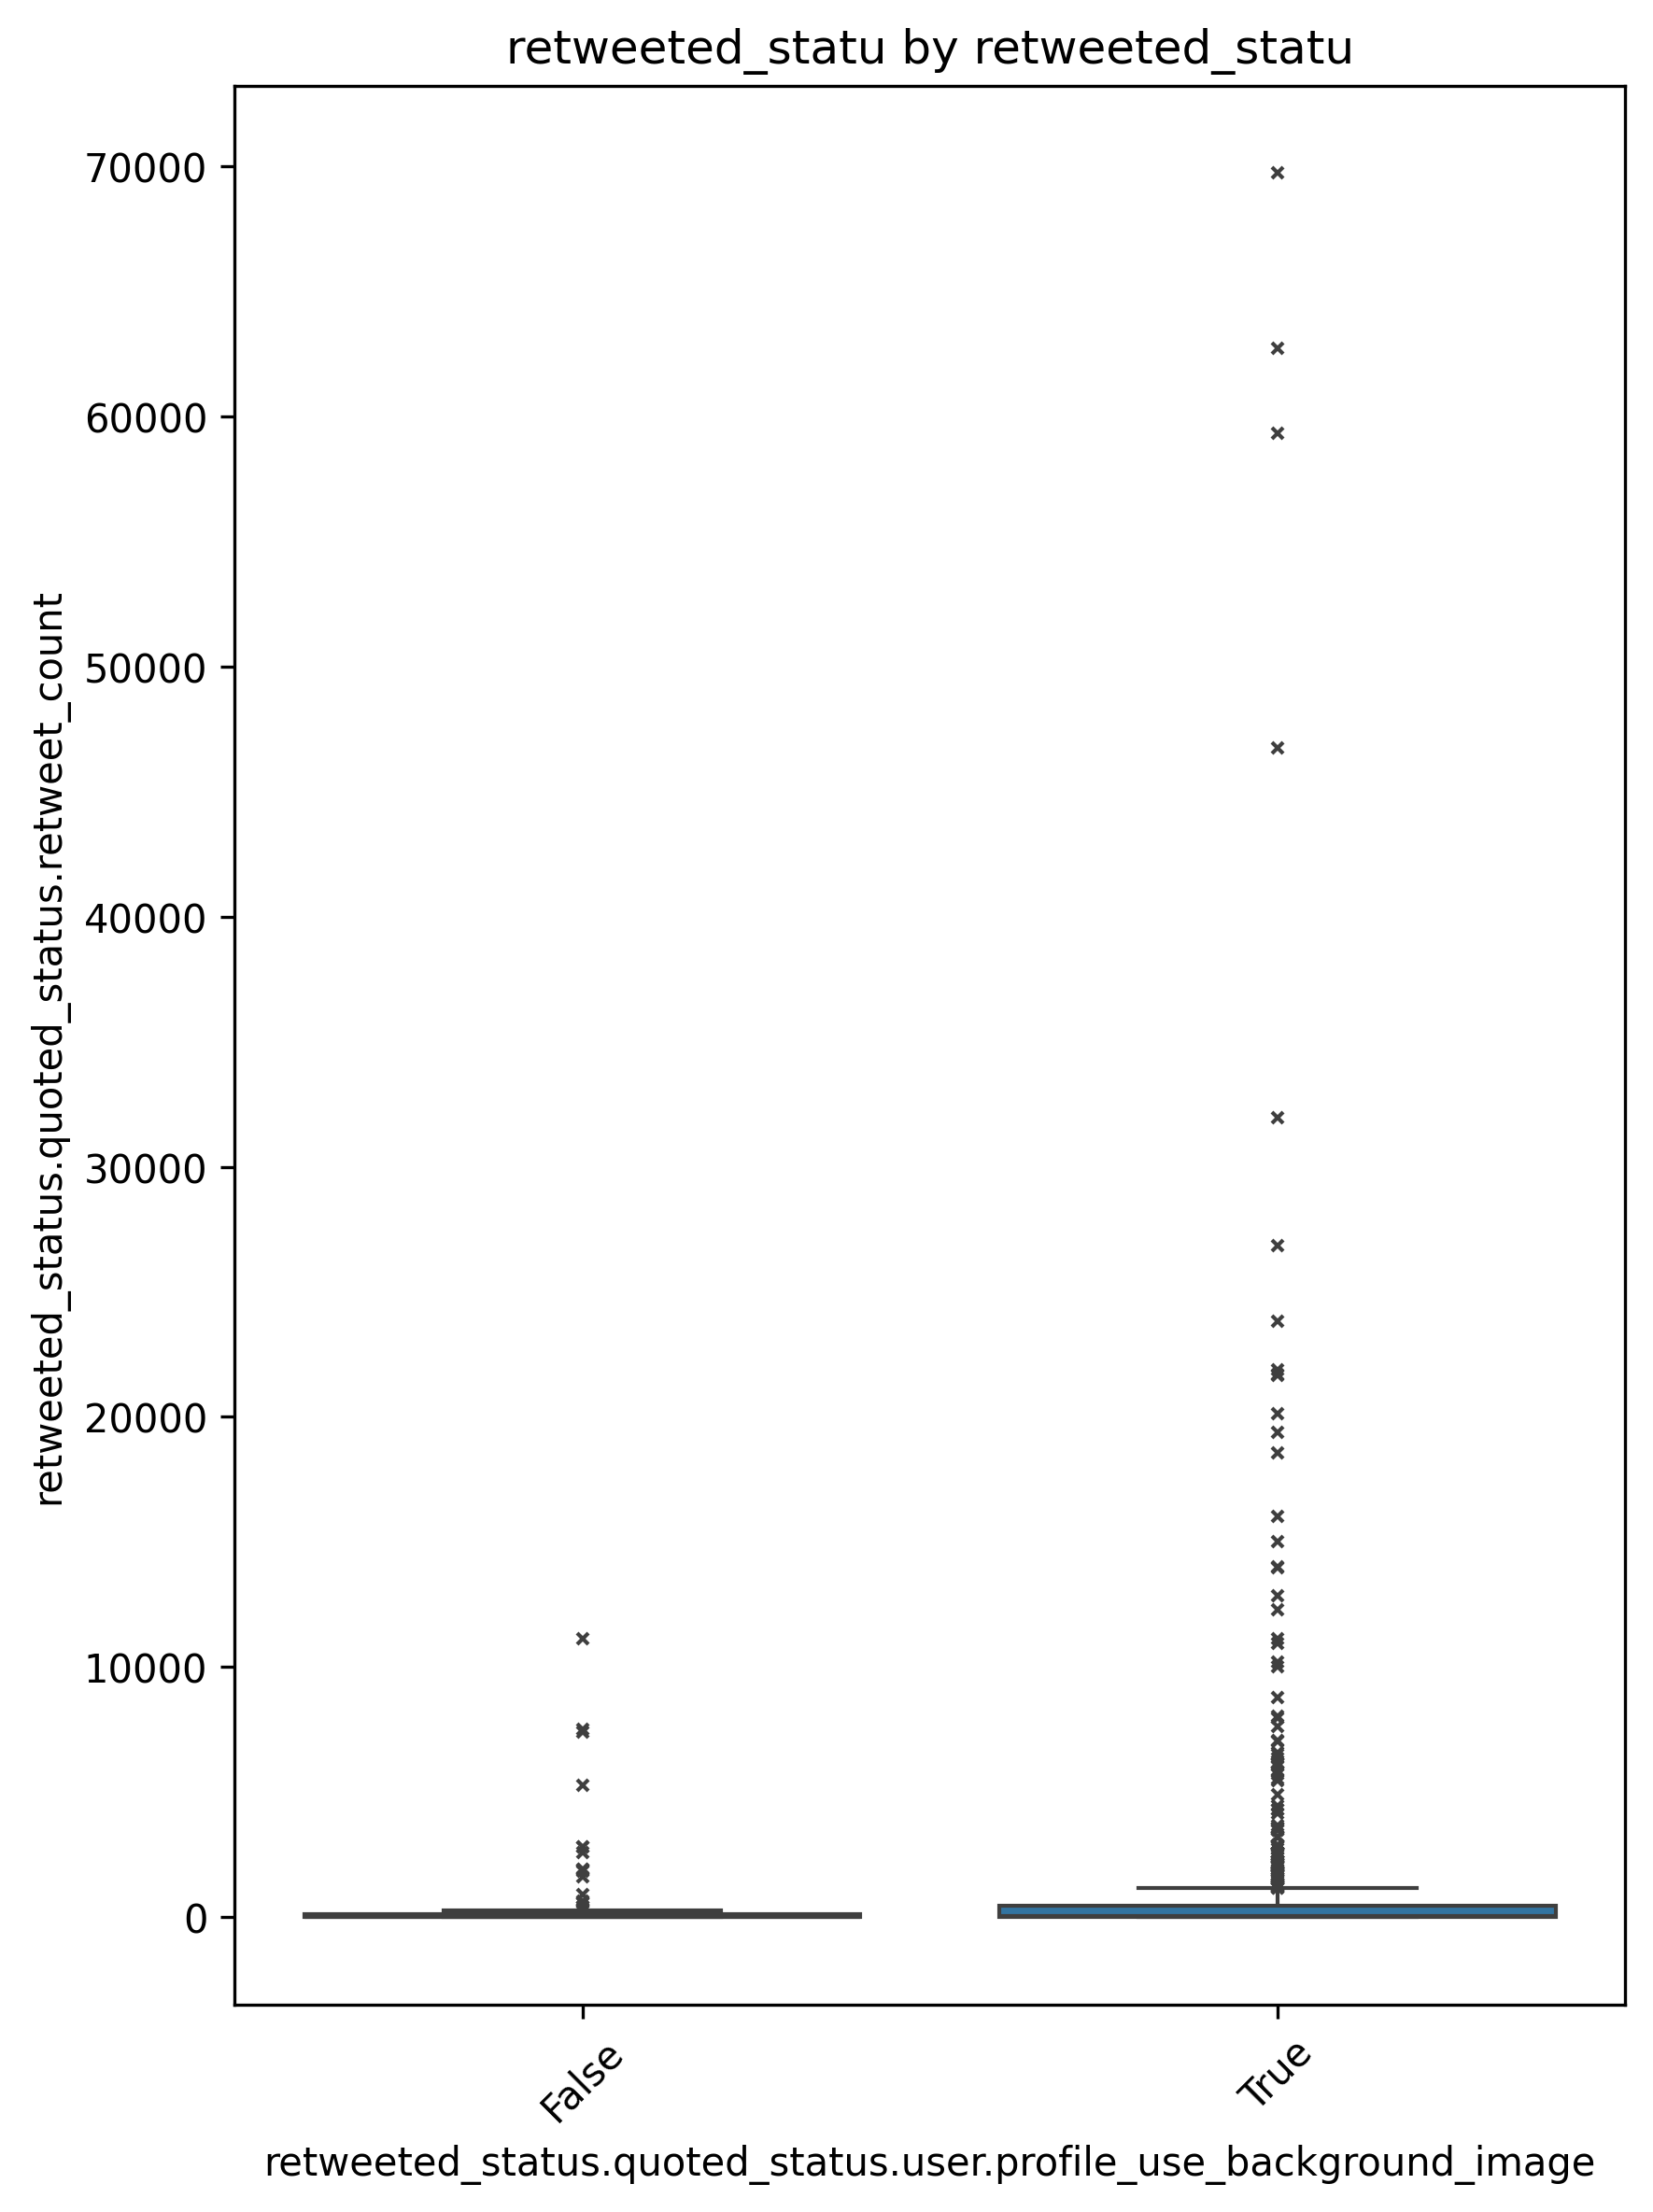 retweeted_statu by retweeted_statu
retweeted_status.quoted_status.retweet_count
70000
60000
50000
40000
30000
20000
10000
0
False
True
retweeted_status.quoted_status.user.profile_use_background_image